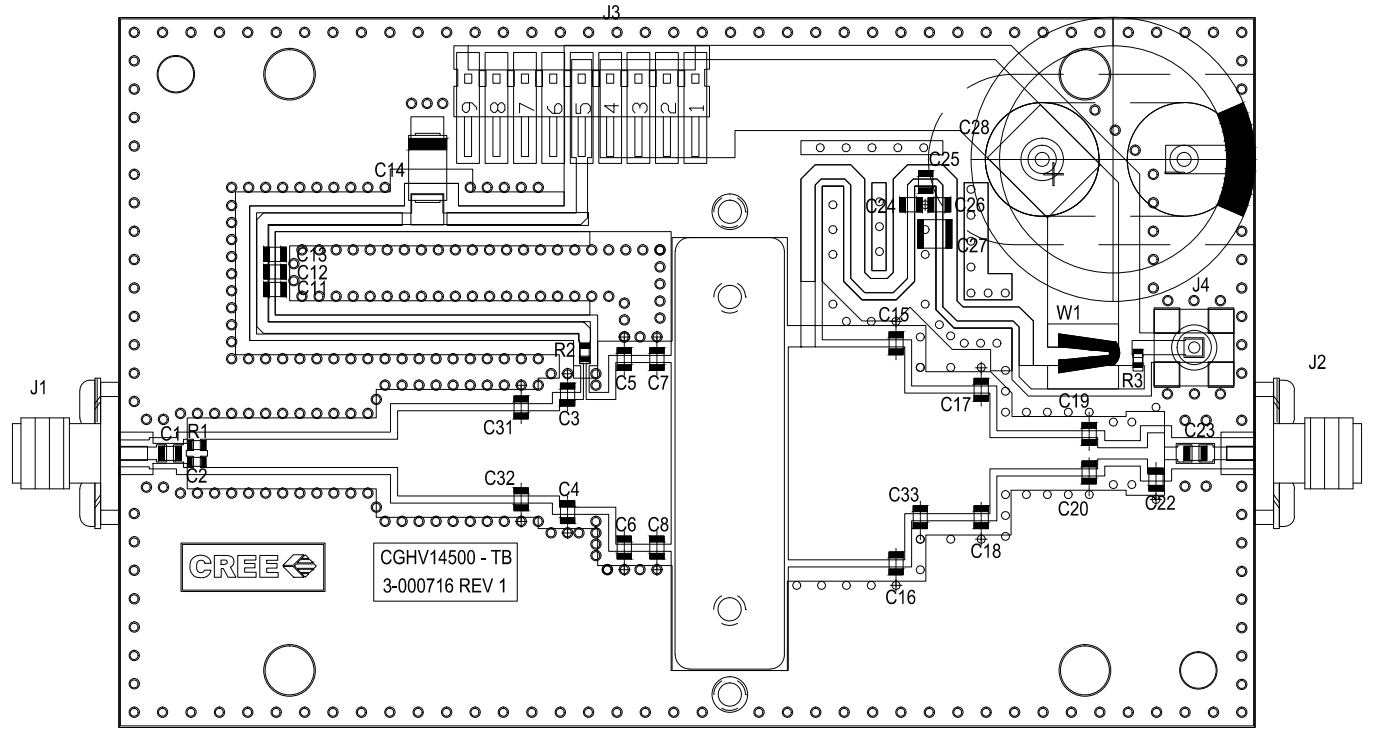 J3
9 8 7 6 5 4 3 2 1
C28
C25
C14
C24 C26
C27
C13
C12
C11
J4
C15
W1
R2
C5 C7
R3
J1
J2
C17
C31
C3
C19
C1 R1
C23
C2
C32
C4
C22
C33
C20
C6 C8
C18
C16
CREE
CGHV14500 - TB
3-000716 REV 1